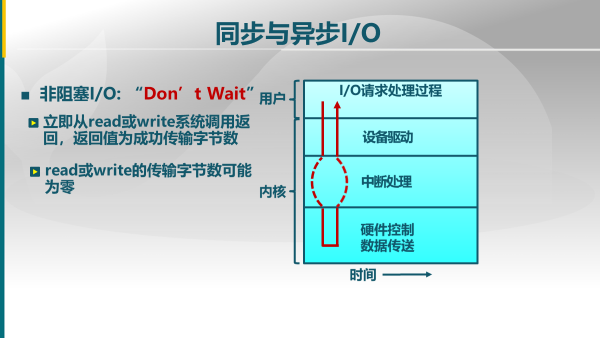 同步与异步I/O
非阻塞I/O: “Don’t Wait”
立即从read或write系统调用返
回，返回值为成功传输字节数
read或write的传输字节数可能
为零
用户
内核
I/O请求处理过程
设备驱动
中断处理
硬件控制
数据传送
时间